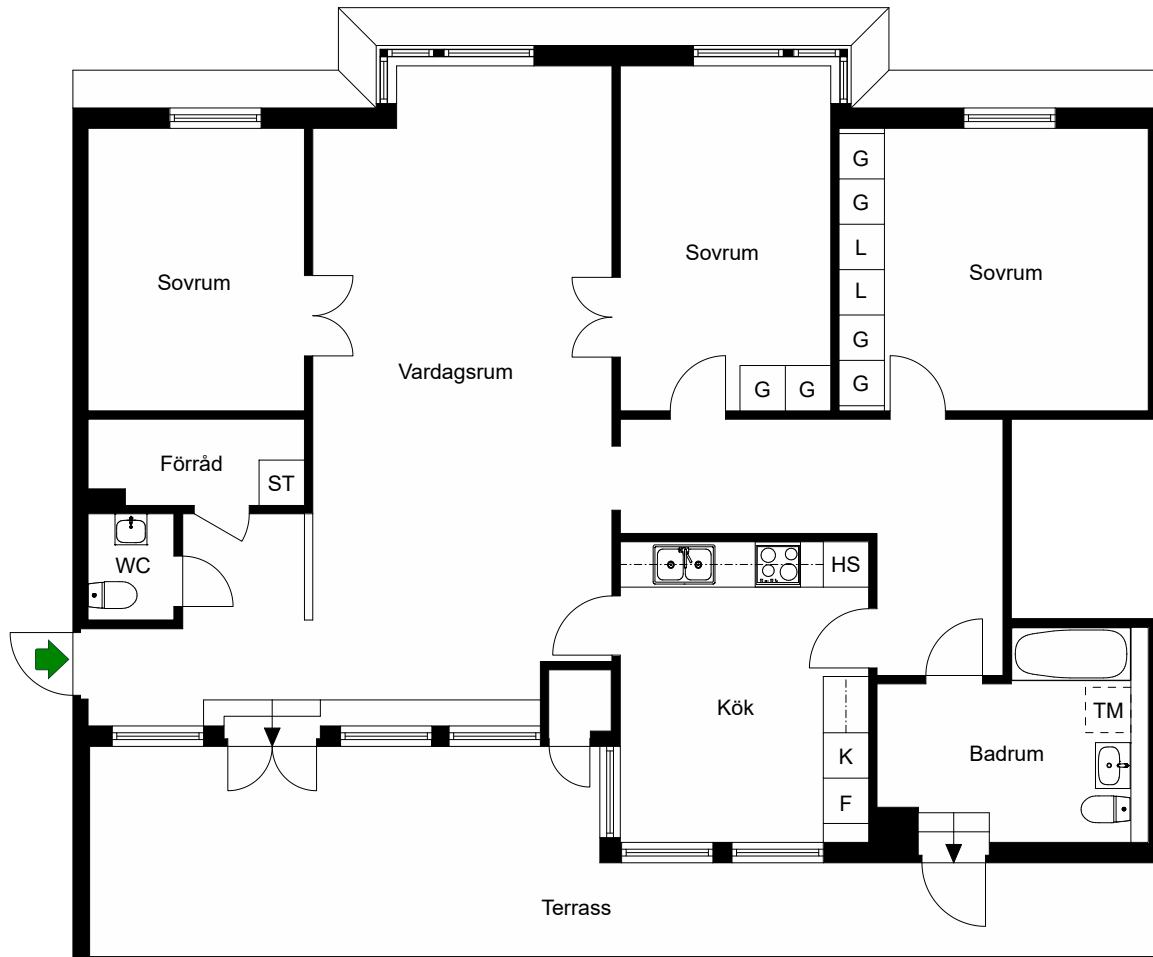 G
G
Sovrum
L
Sovrum
Sovrum
L
G
Vardagsrum
G
G
G
Förråd
ST
WC
HS
Kök
TM
K
Badrum
F
Terrass